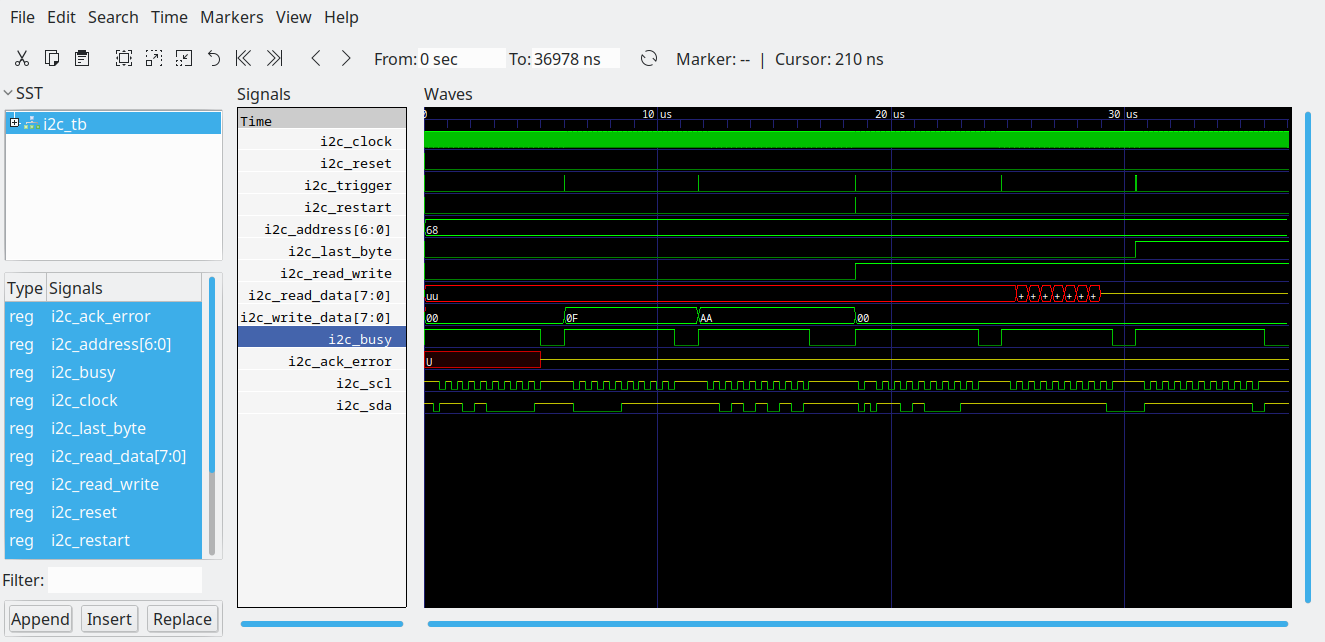 File Edit Search Time Markers View Help
From: 0 sec To: 36978 ns Marker: -- | Cursor: 210 ns
SST
i2c_tb
Type Signals
reg i2c_ack_error
reg i2c_address[6:0]
reg i2c_busy
reg i2c_clock
reg i2c_last_byte
reg i2c_read_data[7:0]
reg i2c_read_write
reg i2c_reset
reg i2c_restart
Filter:
Append Insert Replace
Signals
Time
i2c_clock
i2c_reset
i2c_trigger
i2c_restart
i2c_address[6:0]
i2c_last_byte
i2c_read_write
i2c_read_data[7:0]
i2c_write_data[7:0]
i2c_busy
i2c_ack_error
i2c_scl
i2c_sda
Waves
0 10 us 20 us 30 us
68
uu + + + + + + +
00 0F AA 00
U